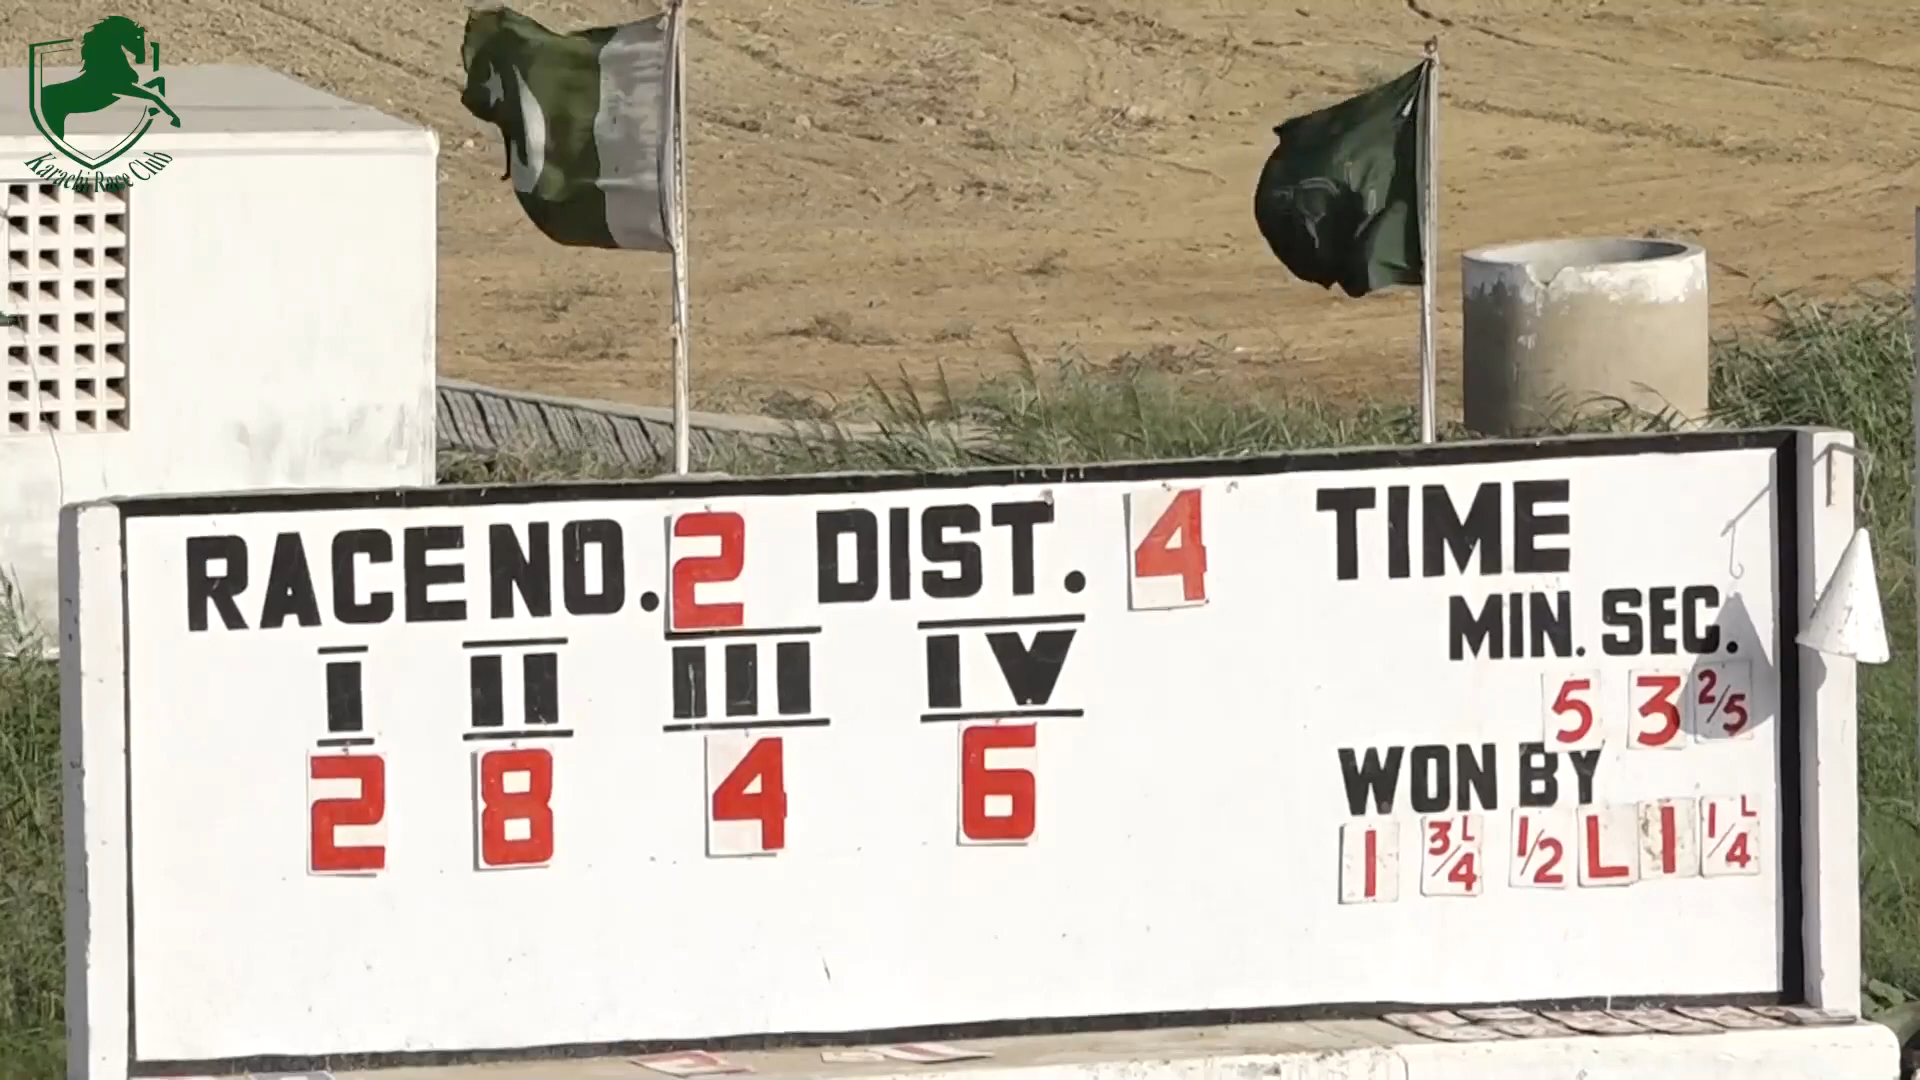 Karachi Race Club
RACE NO. 2 DIST. 4 TIME
MIN. SEC.
I II III IV
5 3 2/5
2 8 4 6
WON BY
1 3/4 L 1/2 L 1 1/4 L